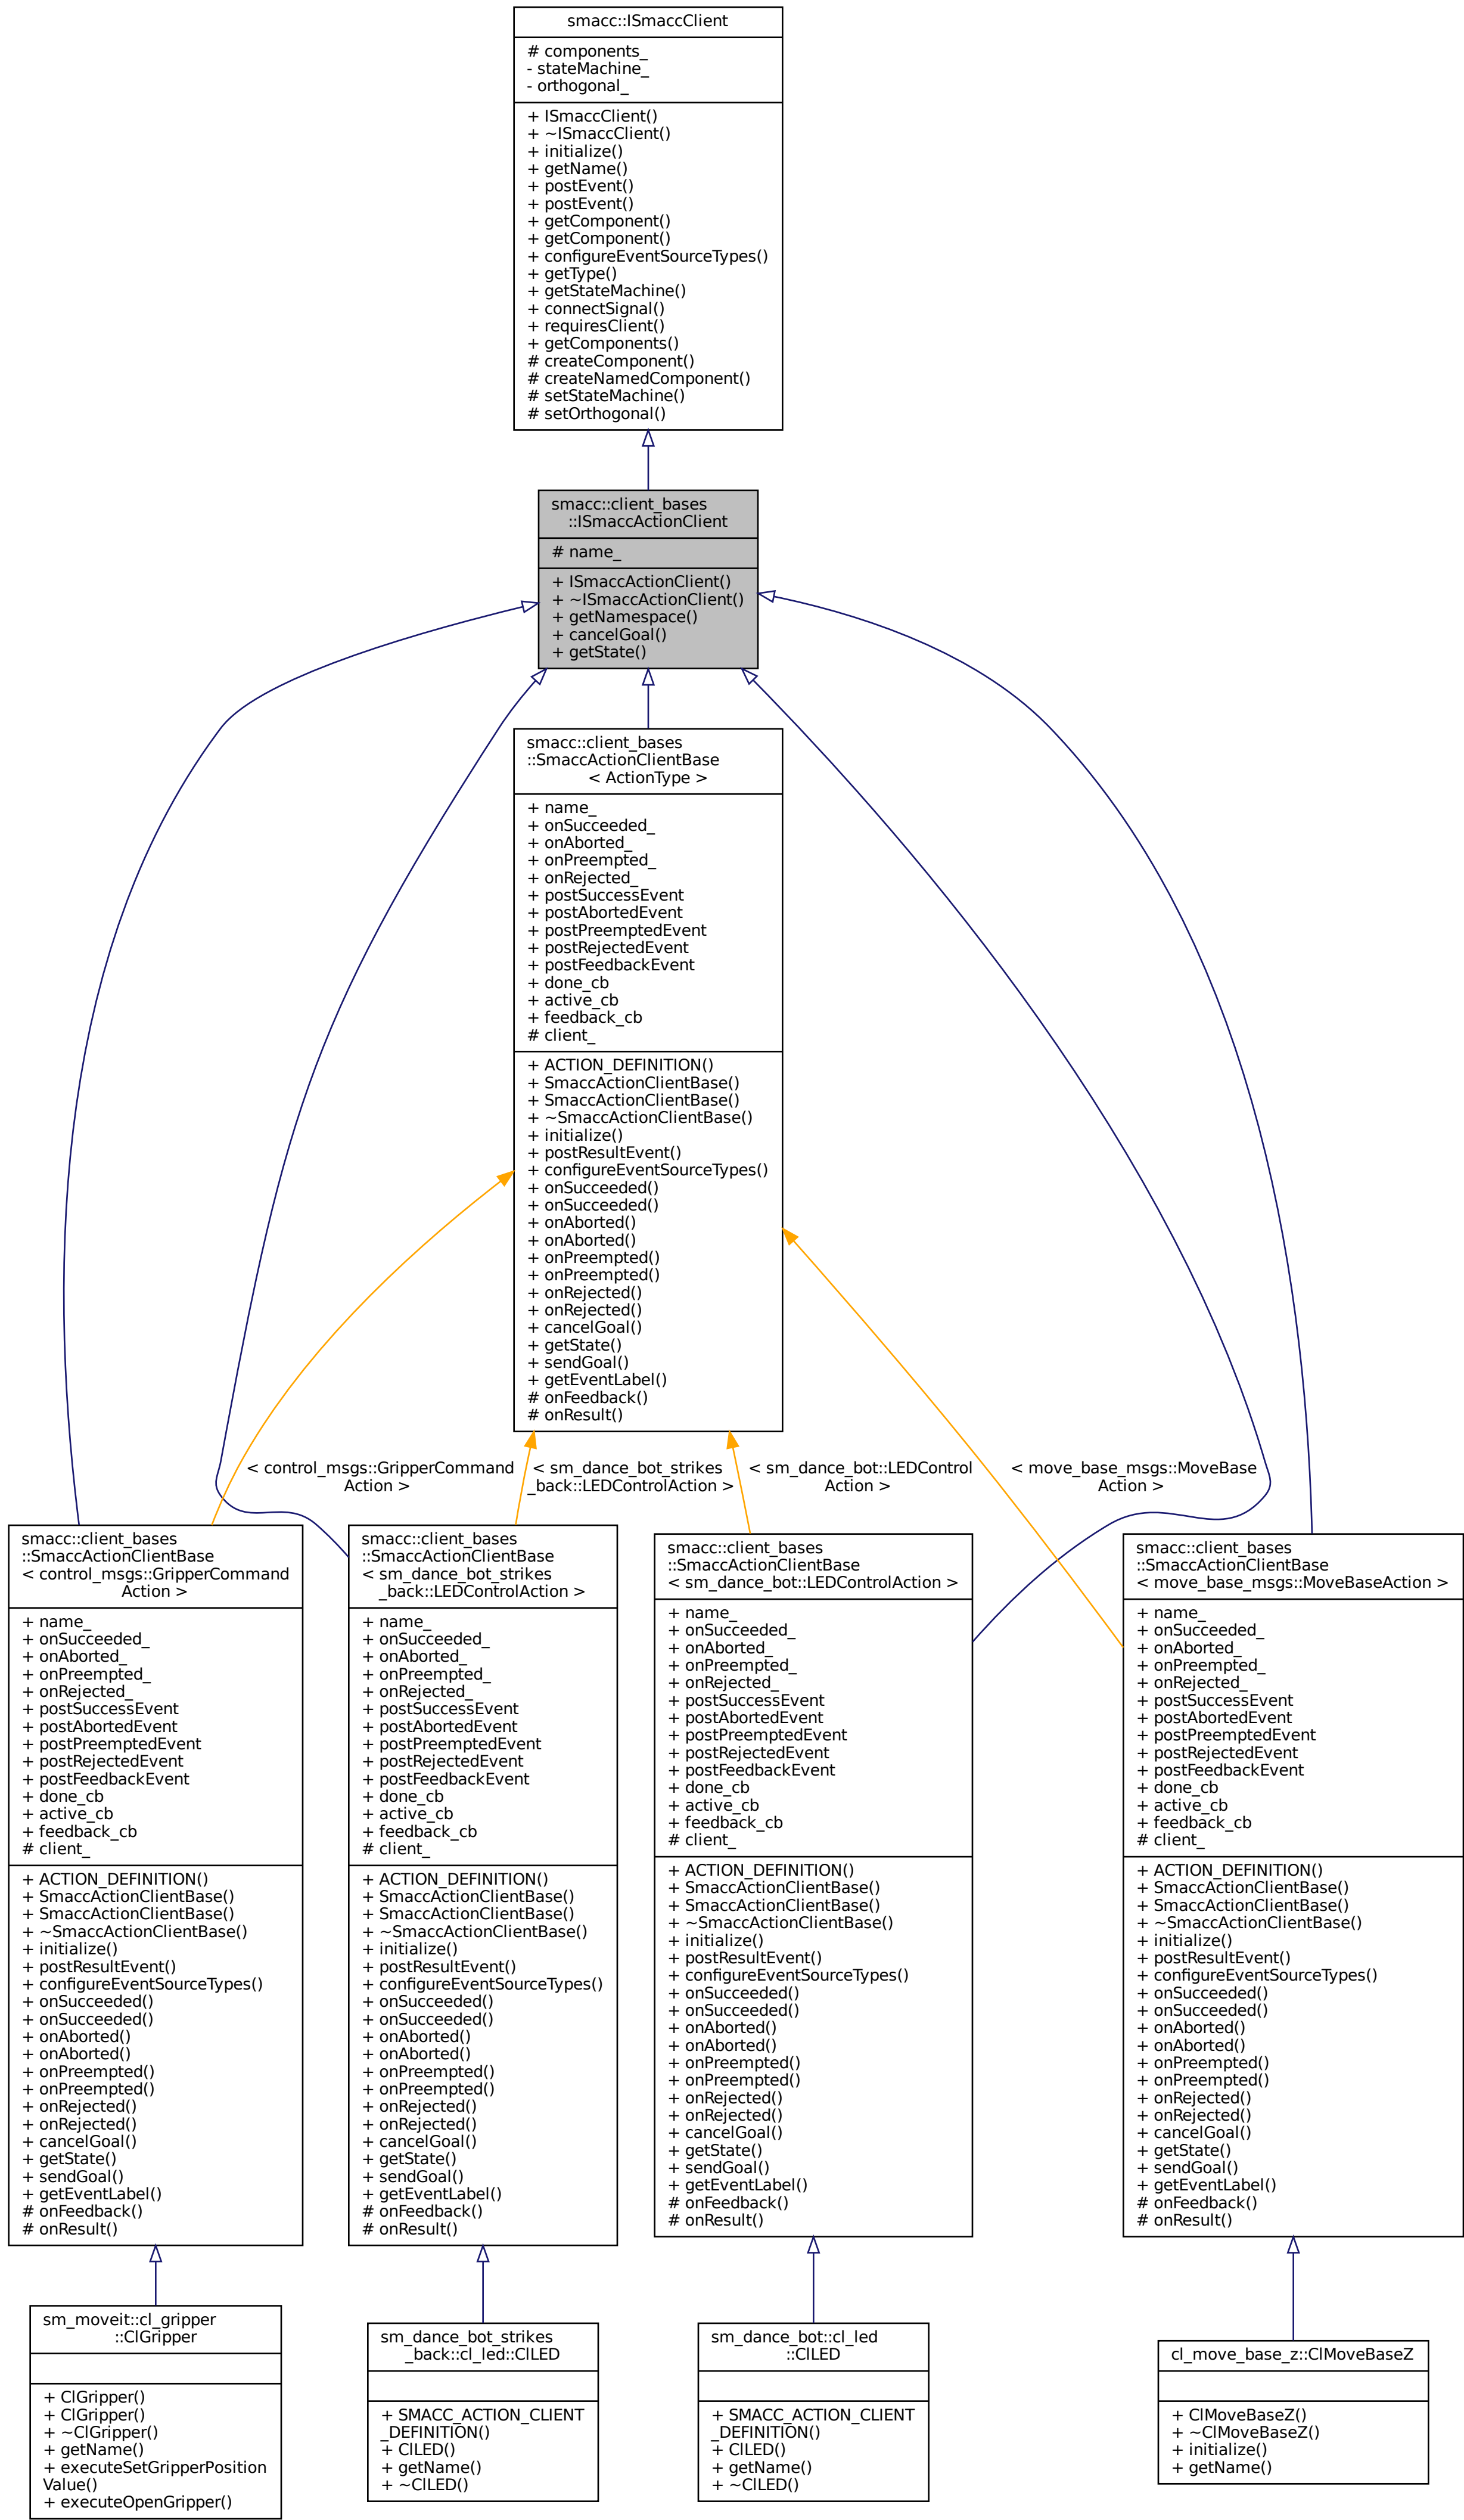 smacc::ISmaccClient
# components_
- stateMachine_
- orthogonal_
+ ISmaccClient()
+ ~ISmaccClient()
+ initialize()
+ getName()
+ postEvent()
+ postEvent()
+ getComponent()
+ getComponent()
+ configureEventSourceTypes()
+ getType()
+ getStateMachine()
+ connectSignal()
+ requiresClient()
+ getComponents()
# createComponent()
# createNamedComponent()
# setStateMachine()
# setOrthogonal()
smacc::client_bases
::ISmaccActionClient
# name_
+ ISmaccActionClient()
+ ~ISmaccActionClient()
+ getNamespace()
+ cancelGoal()
+ getState()
smacc::client_bases
::SmaccActionClientBase
< ActionType >
+ name_
+ onSucceeded_
+ onAborted_
+ onPreempted_
+ onRejected_
+ postSuccessEvent
+ postAbortedEvent
+ postPreemptedEvent
+ postRejectedEvent
+ postFeedbackEvent
+ done_cb
+ active_cb
+ feedback_cb
# client_
+ ACTION_DEFINITION()
+ SmaccActionClientBase()
+ SmaccActionClientBase()
+ ~SmaccActionClientBase()
+ initialize()
+ postResultEvent()
+ configureEventSourceTypes()
+ onSucceeded()
+ onSucceeded()
+ onAborted()
+ onAborted()
+ onPreempted()
+ onPreempted()
+ onRejected()
+ onRejected()
+ cancelGoal()
+ getState()
+ sendGoal()
+ getEventLabel()
# onFeedback()
# onResult()
< control_msgs::GripperCommand
Action >
< sm_dance_bot_strikes
_back::LEDControlAction >
< sm_dance_bot::LEDControl
Action >
< move_base_msgs::MoveBase
Action >
smacc::client_bases
::SmaccActionClientBase
< control_msgs::GripperCommand
Action >
+ name_
+ onSucceeded_
+ onAborted_
+ onPreempted_
+ onRejected_
+ postSuccessEvent
+ postAbortedEvent
+ postPreemptedEvent
+ postRejectedEvent
+ postFeedbackEvent
+ done_cb
+ active_cb
+ feedback_cb
# client_
+ ACTION_DEFINITION()
+ SmaccActionClientBase()
+ SmaccActionClientBase()
+ ~SmaccActionClientBase()
+ initialize()
+ postResultEvent()
+ configureEventSourceTypes()
+ onSucceeded()
+ onSucceeded()
+ onAborted()
+ onAborted()
+ onPreempted()
+ onPreempted()
+ onRejected()
+ onRejected()
+ cancelGoal()
+ getState()
+ sendGoal()
+ getEventLabel()
# onFeedback()
# onResult()
smacc::client_bases
::SmaccActionClientBase
< sm_dance_bot_strikes
_back::LEDControlAction >
+ name_
+ onSucceeded_
+ onAborted_
+ onPreempted_
+ onRejected_
+ postSuccessEvent
+ postAbortedEvent
+ postPreemptedEvent
+ postRejectedEvent
+ postFeedbackEvent
+ done_cb
+ active_cb
+ feedback_cb
# client_
+ ACTION_DEFINITION()
+ SmaccActionClientBase()
+ SmaccActionClientBase()
+ ~SmaccActionClientBase()
+ initialize()
+ postResultEvent()
+ configureEventSourceTypes()
+ onSucceeded()
+ onSucceeded()
+ onAborted()
+ onAborted()
+ onPreempted()
+ onPreempted()
+ onRejected()
+ onRejected()
+ cancelGoal()
+ getState()
+ sendGoal()
+ getEventLabel()
# onFeedback()
# onResult()
smacc::client_bases
::SmaccActionClientBase
< sm_dance_bot::LEDControlAction >
+ name_
+ onSucceeded_
+ onAborted_
+ onPreempted_
+ onRejected_
+ postSuccessEvent
+ postAbortedEvent
+ postPreemptedEvent
+ postRejectedEvent
+ postFeedbackEvent
+ done_cb
+ active_cb
+ feedback_cb
# client_
+ ACTION_DEFINITION()
+ SmaccActionClientBase()
+ SmaccActionClientBase()
+ ~SmaccActionClientBase()
+ initialize()
+ postResultEvent()
+ configureEventSourceTypes()
+ onSucceeded()
+ onSucceeded()
+ onAborted()
+ onAborted()
+ onPreempted()
+ onPreempted()
+ onRejected()
+ onRejected()
+ cancelGoal()
+ getState()
+ sendGoal()
+ getEventLabel()
# onFeedback()
# onResult()
smacc::client_bases
::SmaccActionClientBase
< move_base_msgs::MoveBaseAction >
+ name_
+ onSucceeded_
+ onAborted_
+ onPreempted_
+ onRejected_
+ postSuccessEvent
+ postAbortedEvent
+ postPreemptedEvent
+ postRejectedEvent
+ postFeedbackEvent
+ done_cb
+ active_cb
+ feedback_cb
# client_
+ ACTION_DEFINITION()
+ SmaccActionClientBase()
+ SmaccActionClientBase()
+ ~SmaccActionClientBase()
+ initialize()
+ postResultEvent()
+ configureEventSourceTypes()
+ onSucceeded()
+ onSucceeded()
+ onAborted()
+ onAborted()
+ onPreempted()
+ onPreempted()
+ onRejected()
+ onRejected()
+ cancelGoal()
+ getState()
+ sendGoal()
+ getEventLabel()
# onFeedback()
# onResult()
sm_moveit::cl_gripper
::ClGripper
+ ClGripper()
+ ClGripper()
+ ~ClGripper()
+ getName()
+ executeSetGripperPosition
Value()
+ executeOpenGripper()
sm_dance_bot_strikes
_back::cl_led::ClLED
+ SMACC_ACTION_CLIENT
_DEFINITION()
+ ClLED()
+ getName()
+ ~ClLED()
sm_dance_bot::cl_led
::ClLED
+ SMACC_ACTION_CLIENT
_DEFINITION()
+ ClLED()
+ getName()
+ ~ClLED()
cl_move_base_z::ClMoveBaseZ
+ ClMoveBaseZ()
+ ~ClMoveBaseZ()
+ initialize()
+ getName()